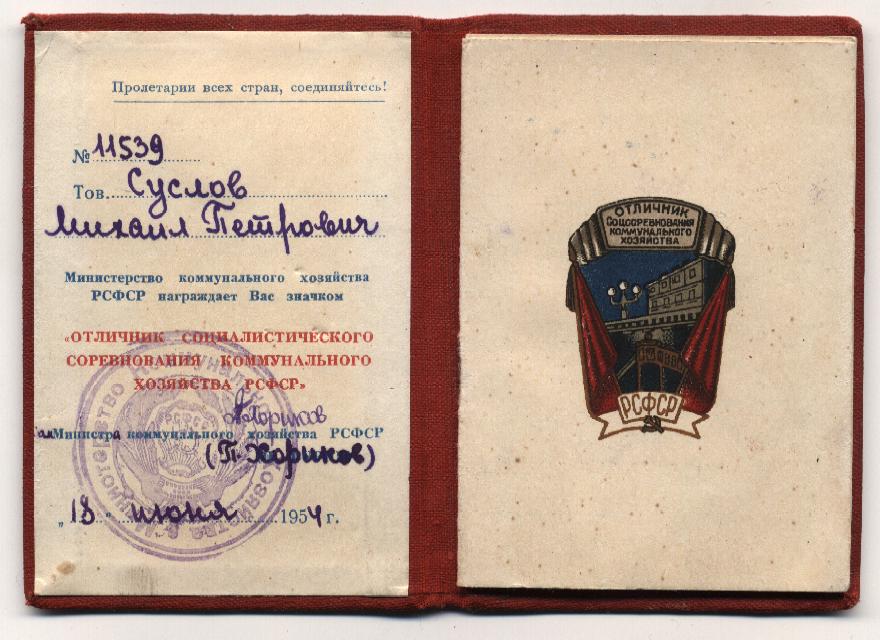 Пролетарии всех стран, соединяйтесь!
№ 11539
Тов. Суслов
Михаил Петрович
Министерство коммунального хозяйства
РСФСР награждает Вас значком
«ОТЛИЧНИК СОЦИАЛИСТИЧЕСКОГО
СОРЕВНОВАНИЯ КОММУНАЛЬНОГО
ХОЗЯЙСТВА РСФСР»
Министра коммунального хозяйства РСФСР
(Т. Хориков)
„18" июня 1954 г.
ОТЛИЧНИК
СОЦСОРЕВНОВАНИЯ
КОММУНАЛЬНОГО
ХОЗЯЙСТВА
РСФСР